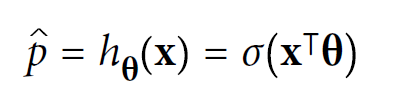 p̂ = h_θ(x) = σ(x⊤θ)